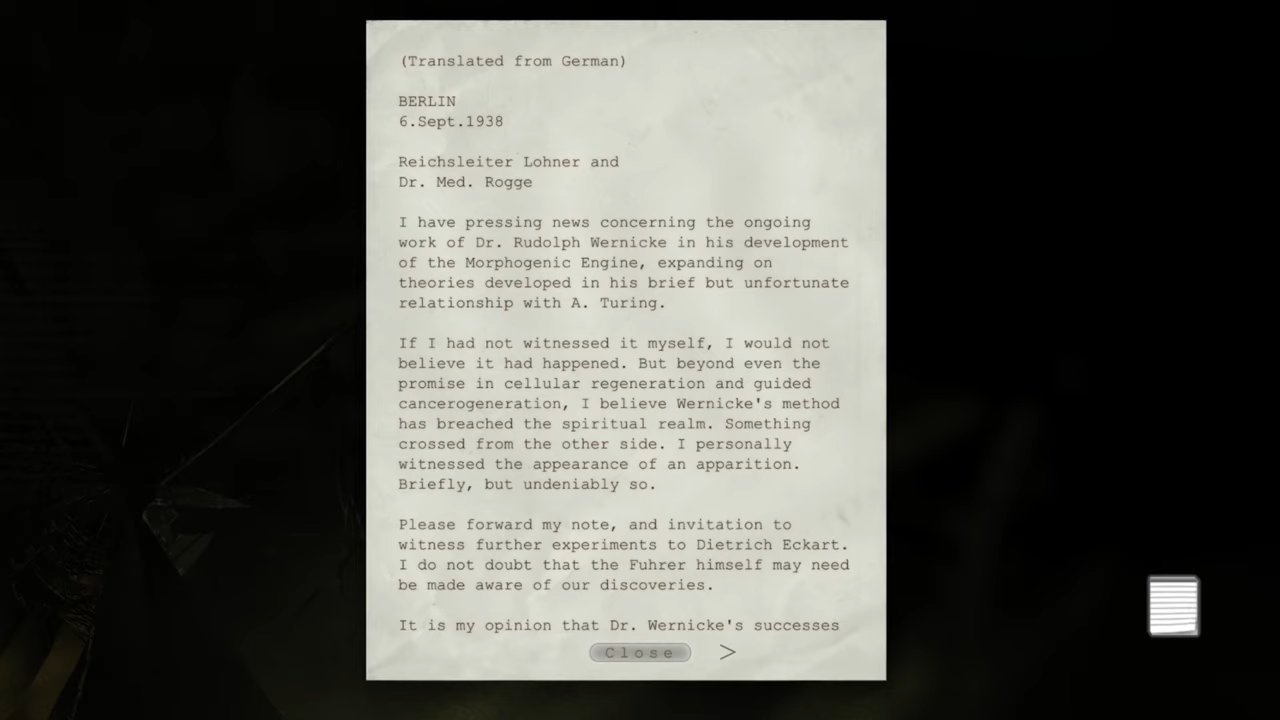 (Translated from German)
BERLIN
6.Sept.1938
Reichsleiter Lohner and
Dr. Med. Rogge
I have pressing news concerning the ongoing
work of Dr. Rudolph Wernicke in his development
of the Morphogenic Engine, expanding on
theories developed in his brief but unfortunate
relationship with A. Turing.
If I had not witnessed it myself, I would not
believe it had happened. But beyond even the
promise in cellular regeneration and guided
cancerogeneration, I believe Wernicke's method
has breached the spiritual realm. Something
crossed from the other side. I personally
witnessed the appearance of an apparition.
Briefly, but undeniably so.
Please forward my note, and invitation to
witness further experiments to Dietrich Eckart.
I do not doubt that the Fuhrer himself may need
be made aware of our discoveries.
It is my opinion that Dr. Wernicke's successes
Close >